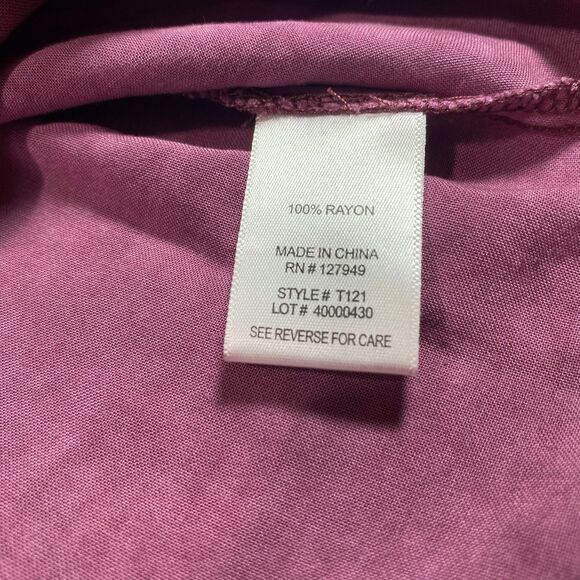 100% RAYON
MADE IN CHINA
RN # 127949
STYLE# T121
LOT# 40000430
SEE REVERSE FOR CARE